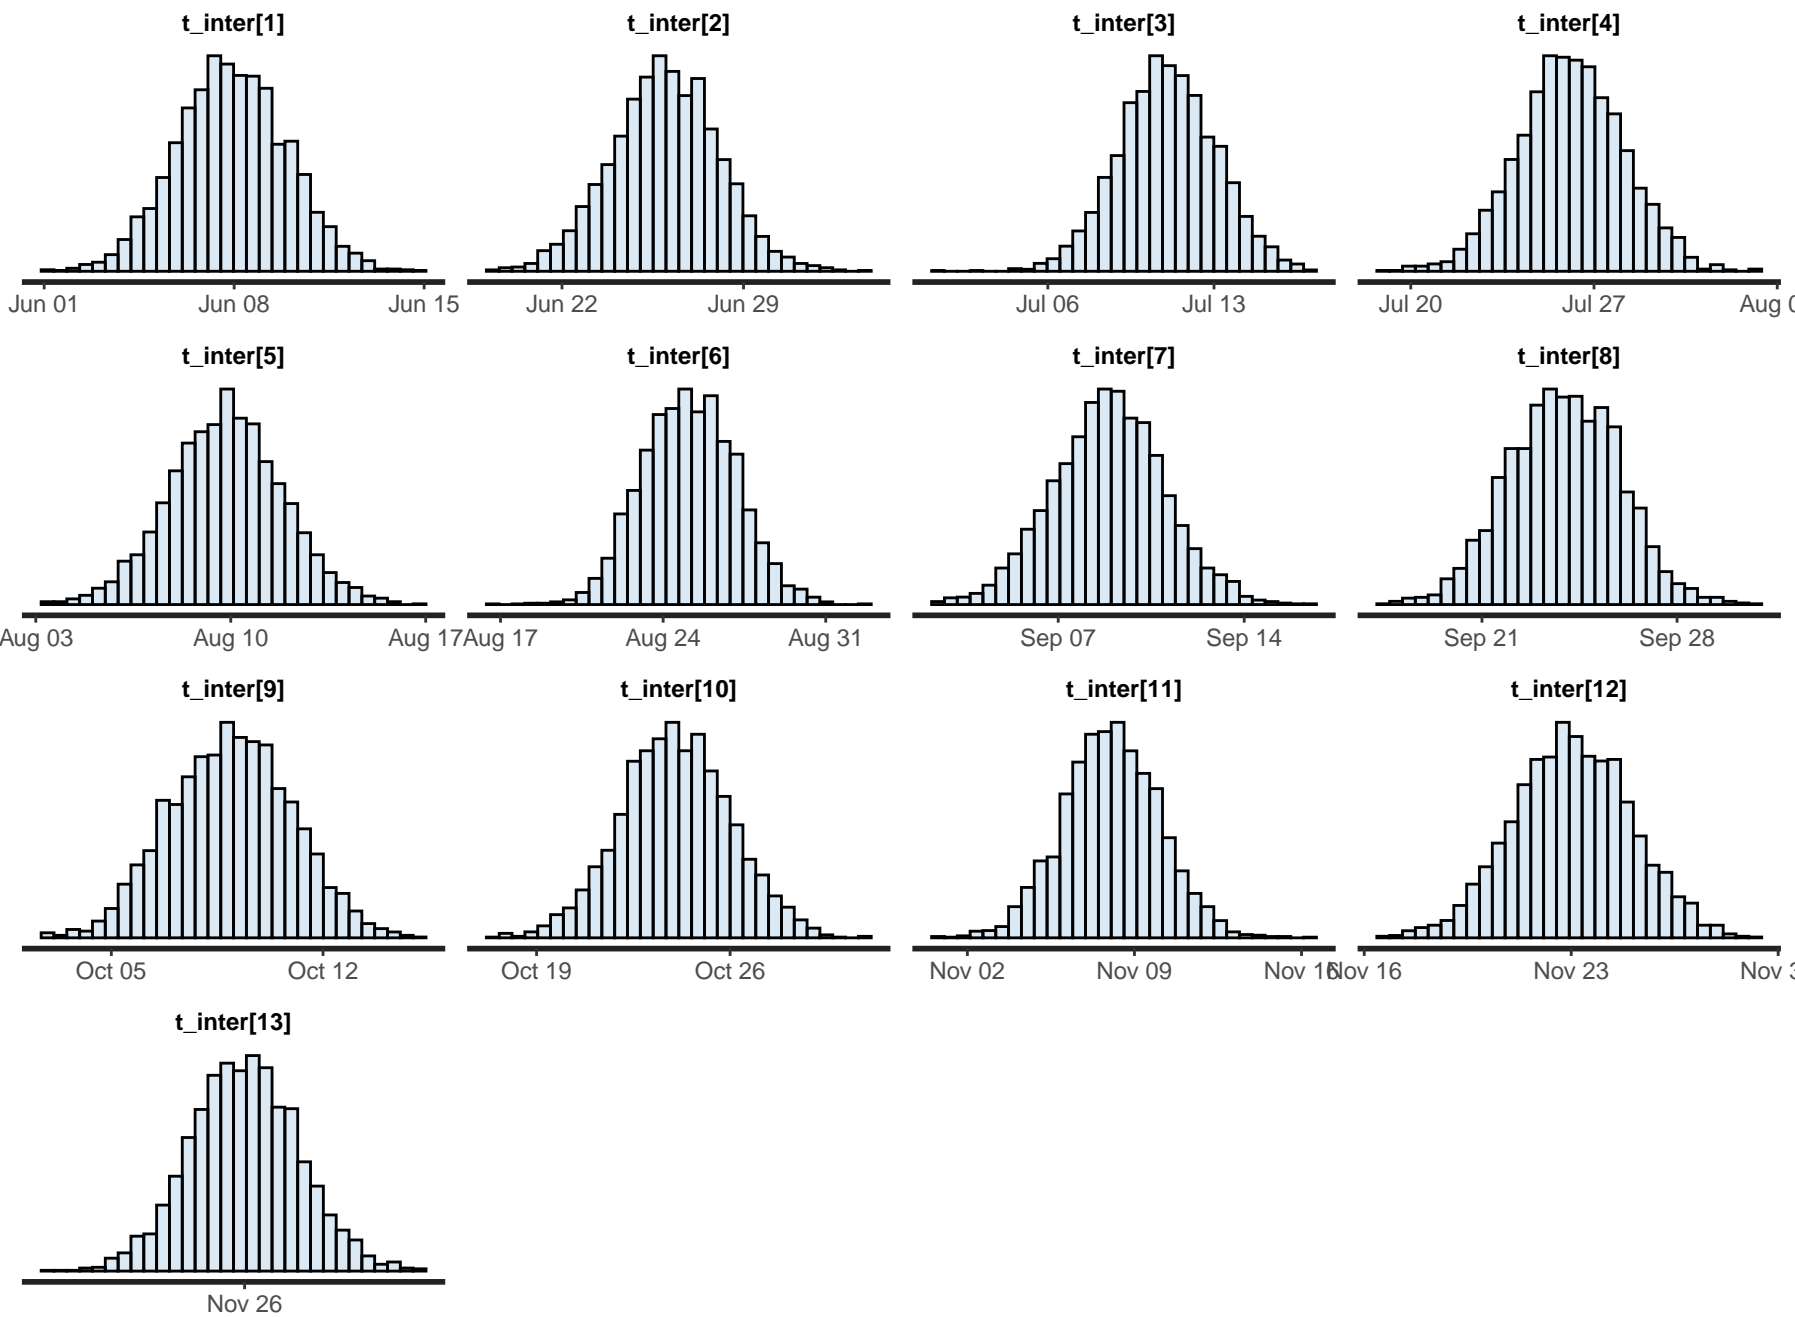 t_inter[1] t_inter[2] t_inter[3] t_inter[4]
Jun 01 Jun 08 Jun 15 Jun 22 Jun 29 Jul 06 Jul 13 Jul 20 Jul 27 Aug
t_inter[5] t_inter[6] t_inter[7] t_inter[8]
Aug 03 Aug 10 Aug 17 Aug 17 Aug 24 Aug 31 Sep 07 Sep 14 Sep 21 Sep 28
t_inter[9] t_inter[10] t_inter[11] t_inter[12]
Oct 05 Oct 12 Oct 19 Oct 26 Nov 02 Nov 09 Nov 16 Nov 16 Nov 23 Nov
t_inter[13]
Nov 26